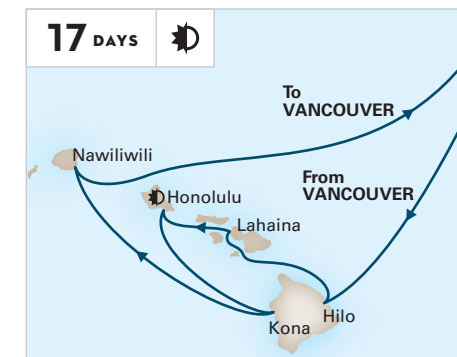 17 DAYS
To
VANCOUVER
Nawiliwili
From
VANCOUVER
Honolulu
Lahaina
Hilo
Kona